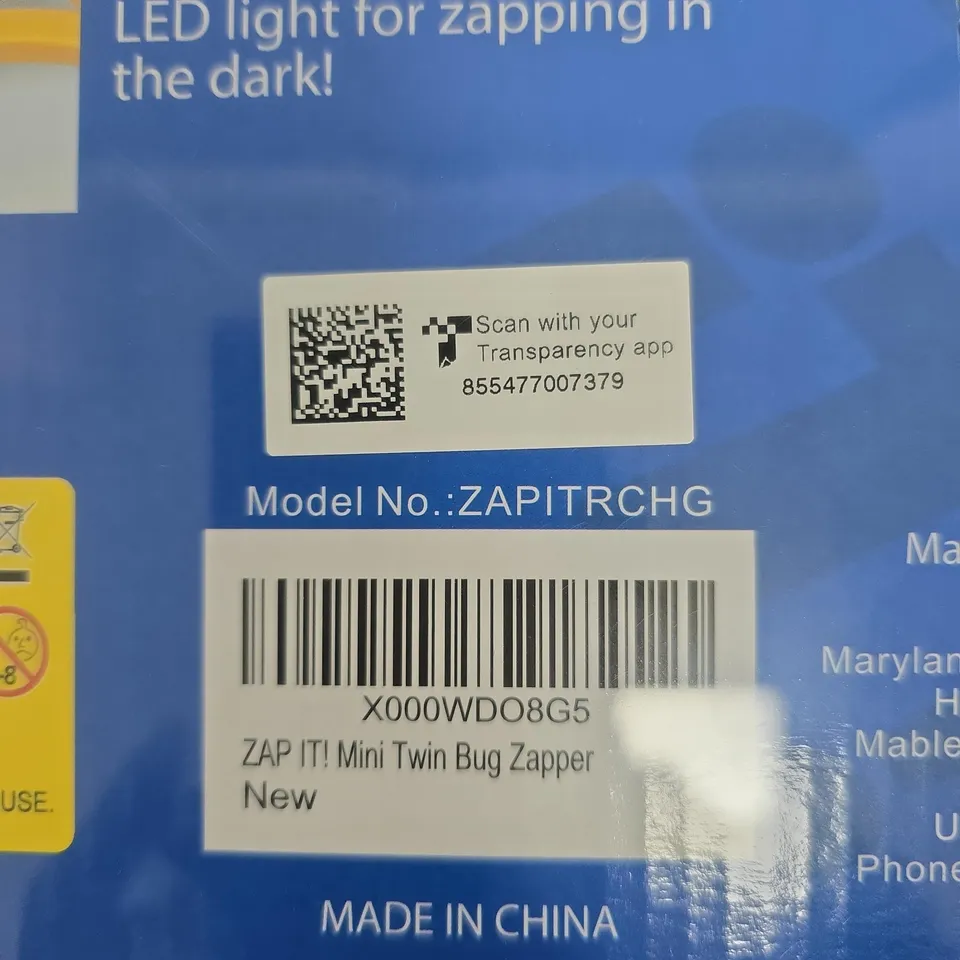 LED light for zapping in
the dark!
Scan with your
Transparency app
855477007379
Model No.:ZAPITRCHG
X000WDO8G5
ZAP IT! Mini Twin Bug Zapper
New
MADE IN CHINA
-8
USE.
Ma
Marylan
H
Mable
U
Phone